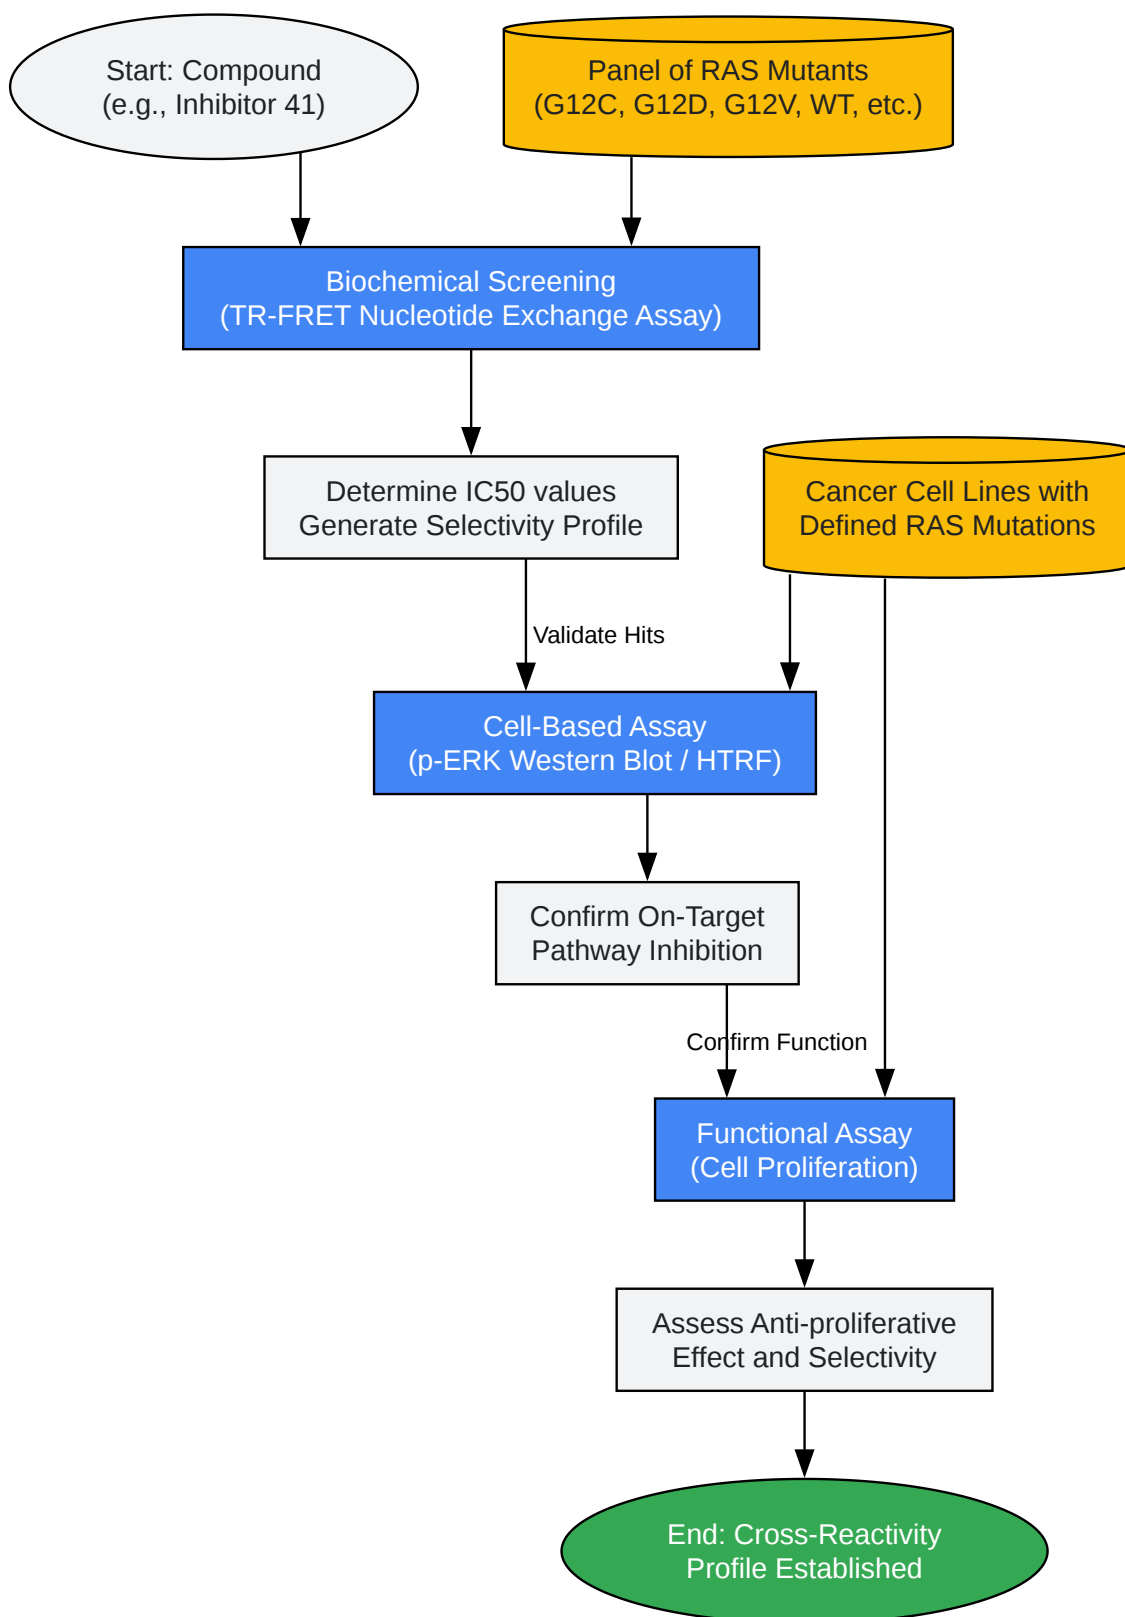 Start: Compound
(e.g., Inhibitor 41)
Panel of RAS Mutants
(G12C, G12D, G12V, WT, etc.)
Biochemical Screening
(TR-FRET Nucleotide Exchange Assay)
Determine IC50 values
Generate Selectivity Profile
Cancer Cell Lines with
Defined RAS Mutations
Validate Hits
Cell-Based Assay
(p-ERK Western Blot / HTRF)
Confirm On-Target
Pathway Inhibition
Confirm Function
Functional Assay
(Cell Proliferation)
Assess Anti-proliferative
Effect and Selectivity
End: Cross-Reactivity
Profile Established